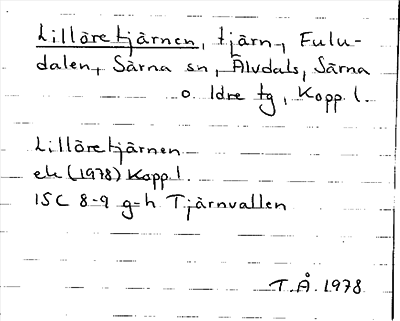 Lilläretjärnen, tjärn, Fulu-
dalen, Särna sn, Älvdals, Särna
o. Idre tg, Kopp. l.
Lilläretjärnen
ek (1978) Kopp l.
15C 8-9 g-h Tjärnvallen
T.Å. 1978